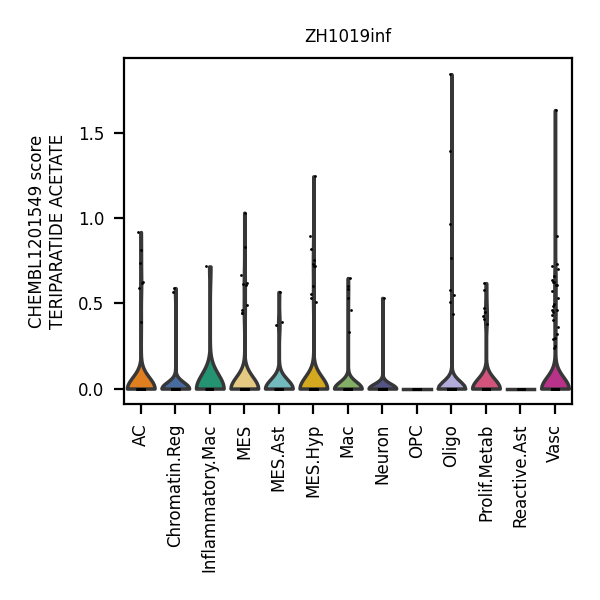 ZH1019inf
CHEMBL1201549 score
TERIPARATIDE ACETATE
1.5
1.0
0.5
0.0
AC
Chromatin.Reg
Inflammatory.Mac
MES
MES.Ast
MES.Hyp
Mac
Neuron
OPC
Oligo
Prolif.Metab
Reactive.Ast
Vasc